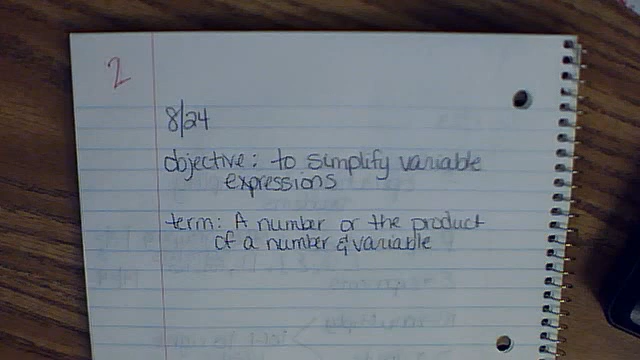 2
8/24
objective: to simplify variable
expressions
term: A number or the product
of a number & variable